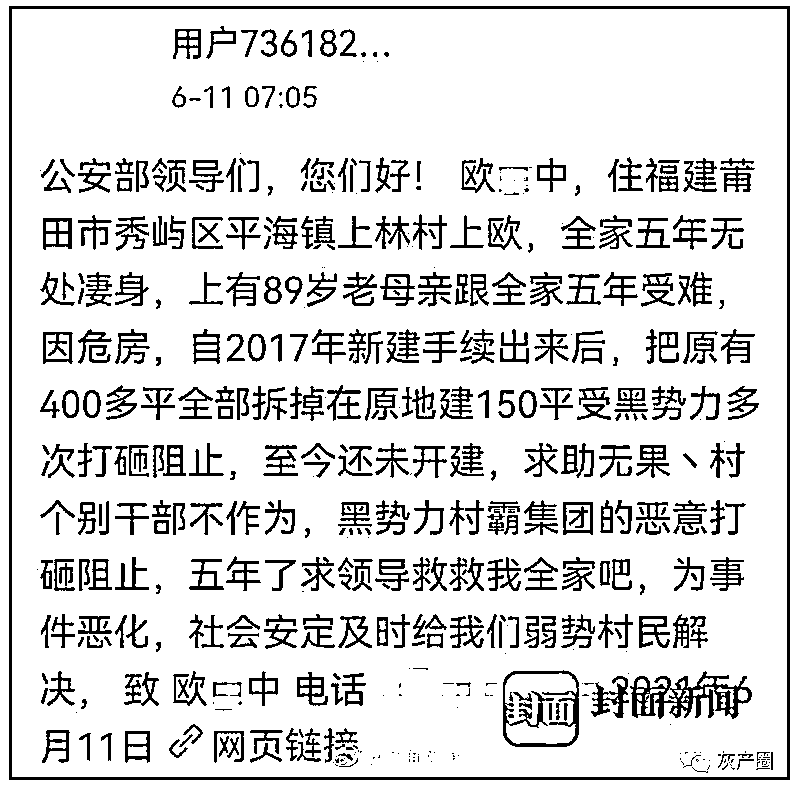 用户736182...
6-11 07:05
公安部领导们，您们好！ 欧 中，住福建莆
田市秀屿区平海镇上林村上欧，全家五年无
处凄身，上有89岁老母亲跟全家五年受难，
因危房，自2017年新建手续出来后，把原有
400多平全部拆掉在原地建150平受黑势力多
次打砸阻止，至今还未开建，求助无果丶村
个别干部不作为，黑势力村霸集团的恶意打
砸阻止，五年了求领导救救我全家吧，为事
件恶化，社会安定及时给我们弱势村民解
决， 致 欧 中 电话 2021年6
月11日 网页链接
封面 封面新闻
灰产圈